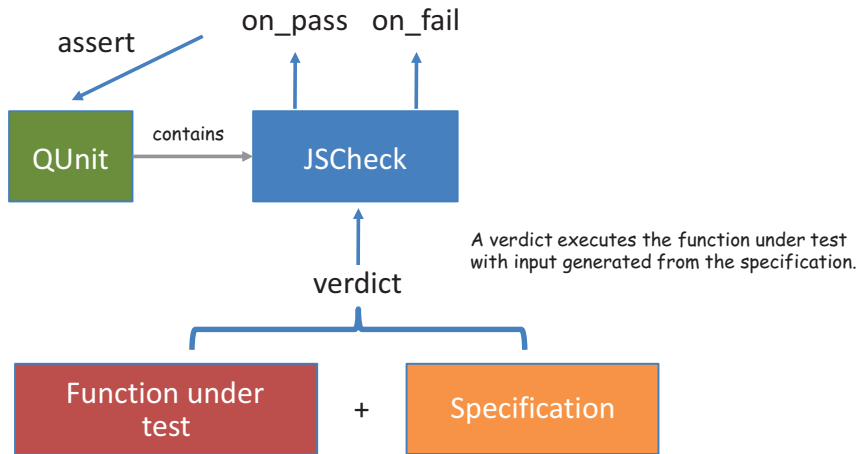 on_pass on_fail
assert
QUnit
contains
JSCheck
A verdict executes the function under test
with input generated from the specification.
verdict
Function under
test
+
Specification